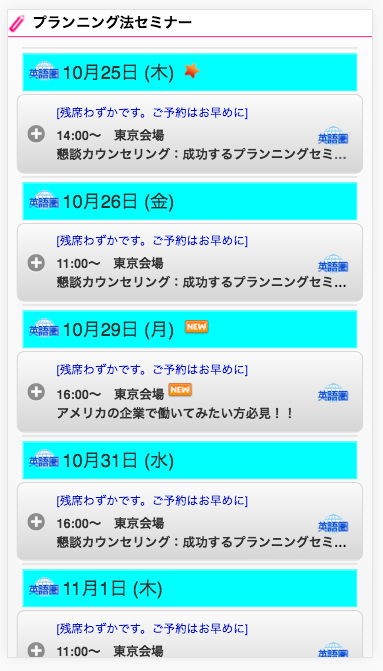 プランニング法セミナー
英語圏 10月25日 (木)
[残席わずかです。ご予約はお早めに]
14:00～　東京会場
英語圏
懇談カウンセリング：成功するプランニングセミ...
英語圏 10月26日 (金)
[残席わずかです。ご予約はお早めに]
11:00～　東京会場
英語圏
懇談カウンセリング：成功するプランニングセミ...
英語圏 10月29日 (月) NEW
[残席わずかです。ご予約はお早めに]
16:00～　東京会場 NEW
英語圏
アメリカの企業で働いてみたい方必見！！
英語圏 10月31日 (水)
[残席わずかです。ご予約はお早めに]
16:00～　東京会場
英語圏
懇談カウンセリング：成功するプランニングセミ...
英語圏 11月1日 (木)
[残席わずかです。ご予約はお早めに]
11:00～　東京会場
英語圏